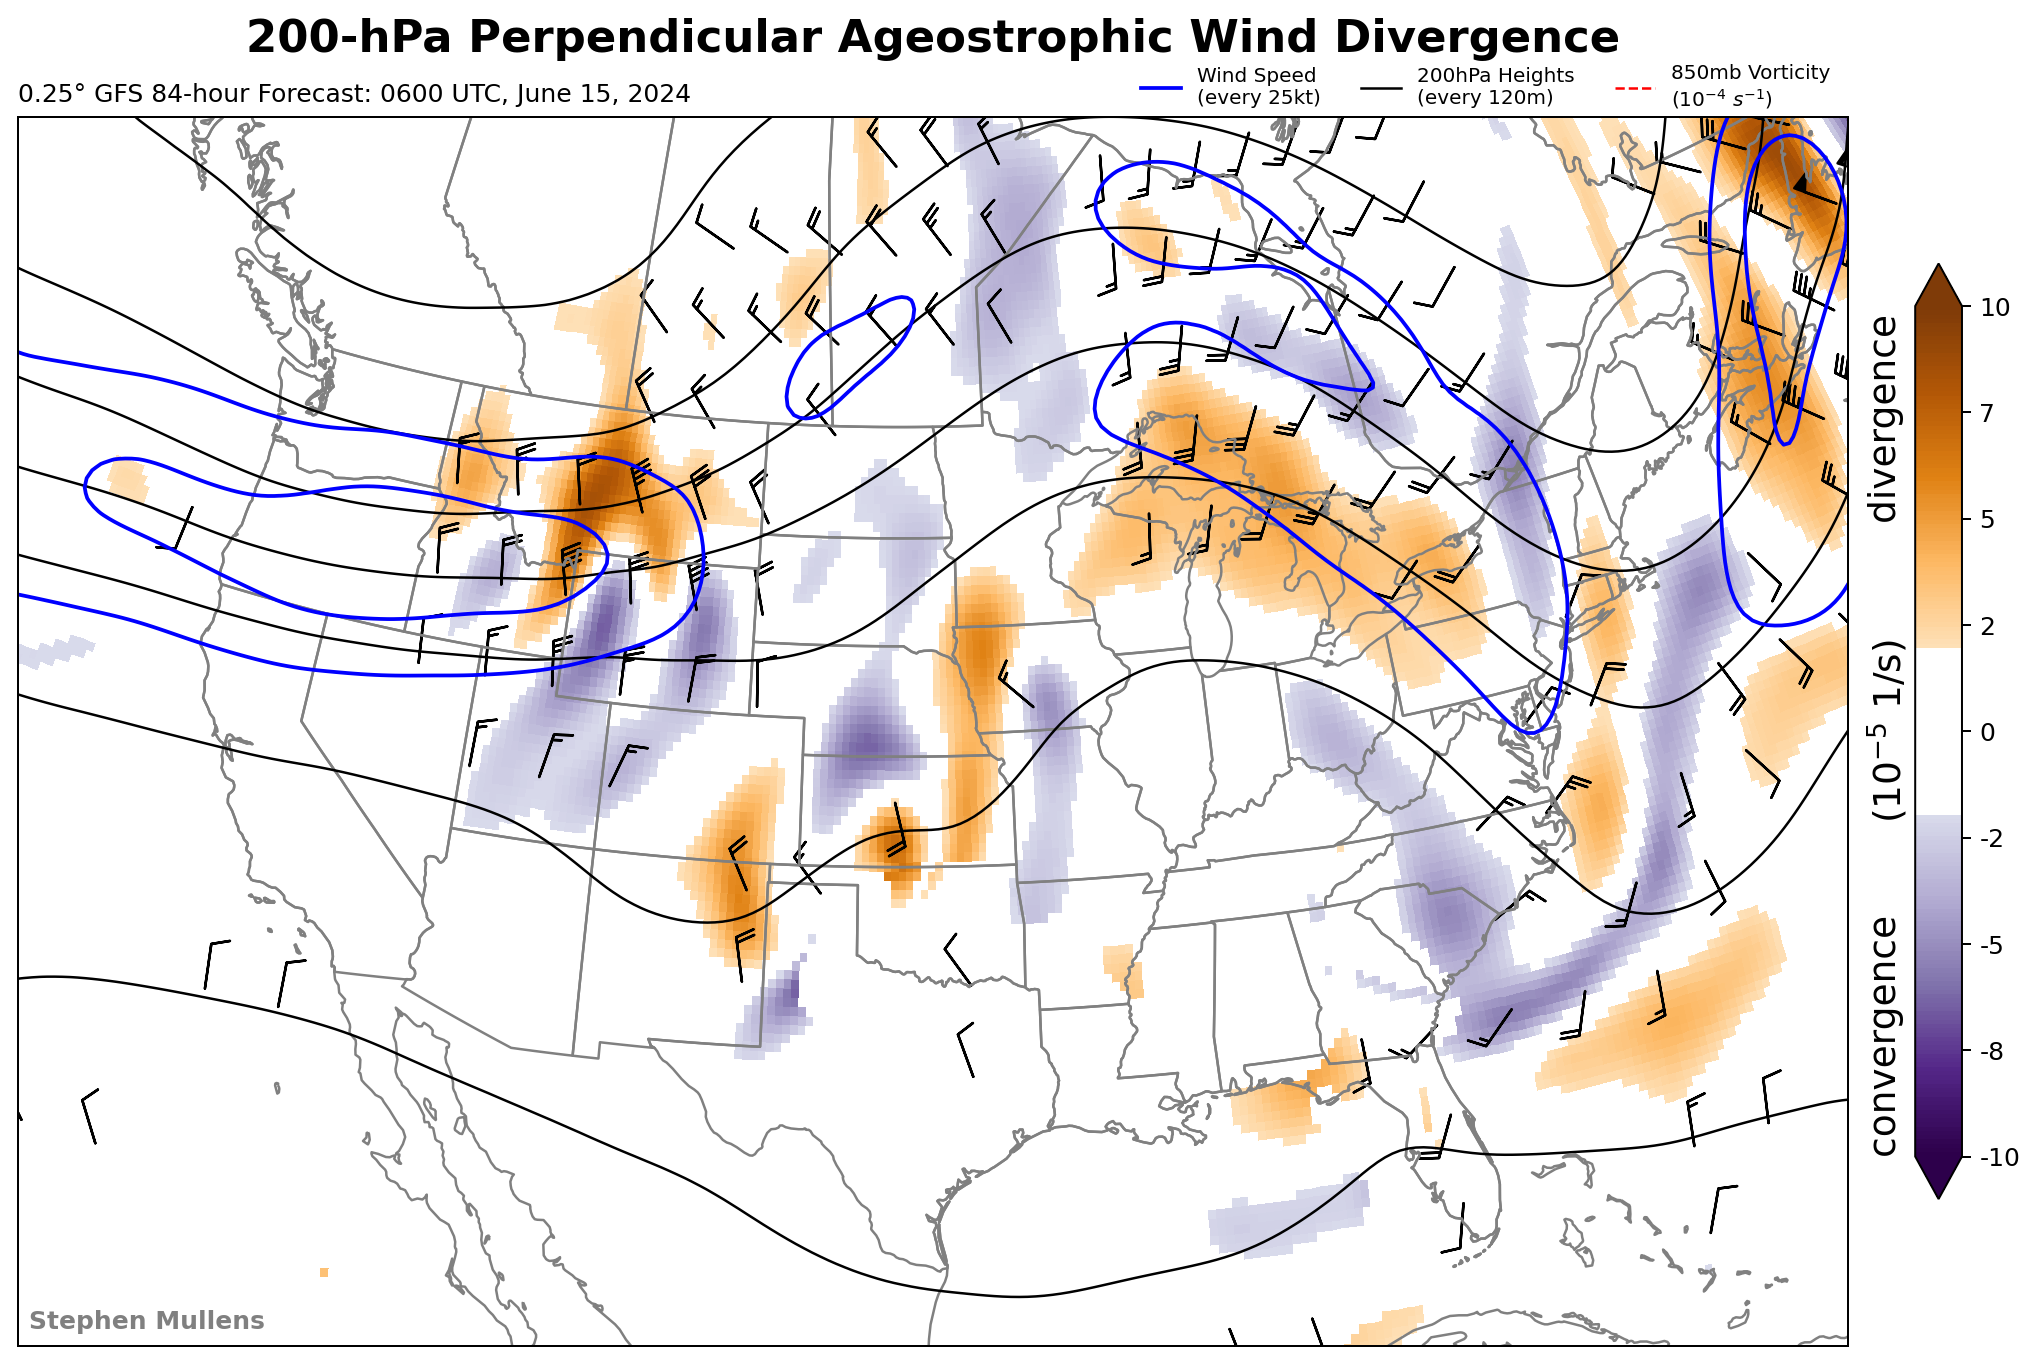 200-hPa Perpendicular Ageostrophic Wind Divergence
0.25° GFS 84-hour Forecast: 0600 UTC, June 15, 2024
Wind Speed
(every 25kt)
200hPa Heights
(every 120m)
850mb Vorticity
(10⁻⁴ s⁻¹)
convergence (10⁻⁵ 1/s) divergence
10
7
5
2
0
-2
-5
-8
-10
Stephen Mullens